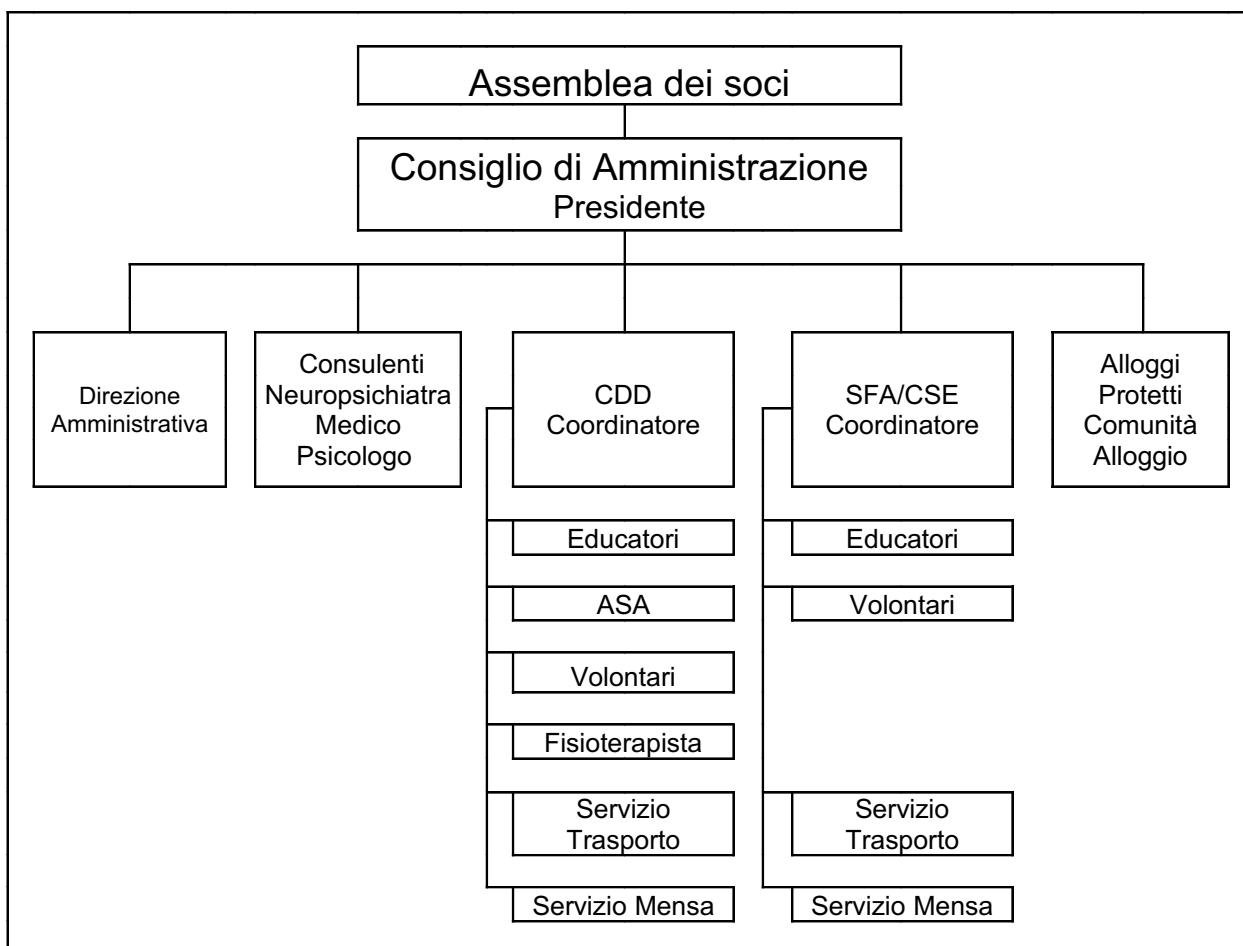 Assemblea dei soci
Consiglio di Amministrazione
Presidente
Direzione
Amministrativa
Consulenti
Neuropsichiatra
Medico
Psicologo
CDD
Coordinatore
SFA/CSE
Coordinatore
Alloggi
Protetti
Comunità
Alloggio
Educatori
ASA
Volontari
Fisioterapista
Servizio
Trasporto
Servizio Mensa
Educatori
Volontari
Servizio
Trasporto
Servizio Mensa